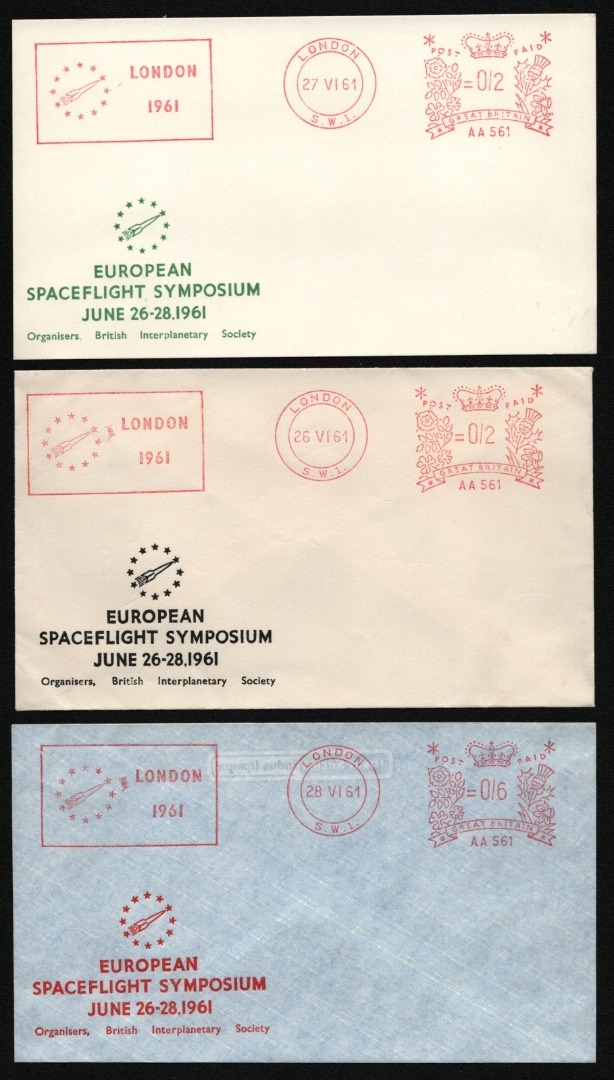 LONDON
1961
LONDON
27 VI 61
S.W.1.
POST PAID
=0/2
GREAT BRITAIN
AA 561
EUROPEAN
SPACEFLIGHT SYMPOSIUM
JUNE 26-28,1961
Organisers, British Interplanetary Society
LONDON
1961
LONDON
26 VI 61
S.W.1.
POST PAID
=0/2
GREAT BRITAIN
AA 561
EUROPEAN
SPACEFLIGHT SYMPOSIUM
JUNE 26-28,1961
Organisers, British Interplanetary Society
LONDON
1961
LONDON
28 VI 61
S.W.1.
POST PAID
=0/6
GREAT BRITAIN
AA 561
EUROPEAN
SPACEFLIGHT SYMPOSIUM
JUNE 26-28,1961
Organisers, British Interplanetary Society